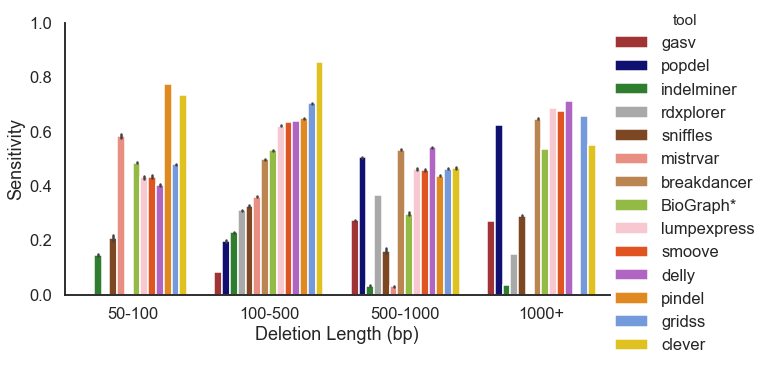 1.0
0.8
0.6
0.4
0.2
0.0
Sensitivity
50-100
100-500
500-1000
1000+
Deletion Length (bp)
tool
gasv
popdel
indelminer
rdxplorer
sniffles
mistrvar
breakdancer
BioGraph*
lumpexpress
smoove
delly
pindel
gridss
clever